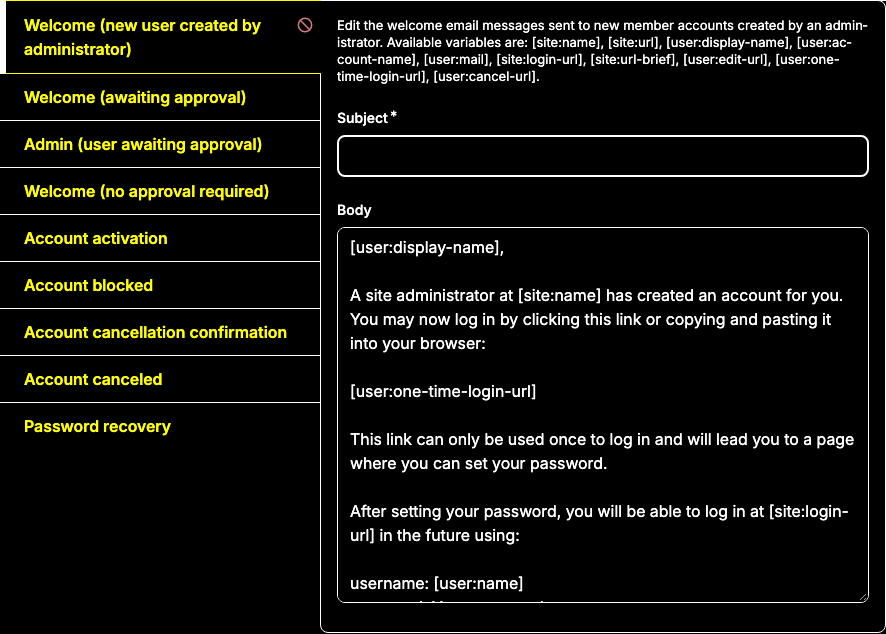 Welcome (new user created by
administrator)
Welcome (awaiting approval)
Admin (user awaiting approval)
Welcome (no approval required)
Account activation
Account blocked
Account cancellation confirmation
Account canceled
Password recovery
Edit the welcome email messages sent to new member accounts created by an admin-
istrator. Available variables are: [site:name], [site:url], [user:display-name], [user:ac-
count-name], [user:mail], [site:login-url], [site:url-brief], [user:edit-url], [user:one-
time-login-url], [user:cancel-url].
Subject*
Body
[user:display-name],
A site administrator at [site:name] has created an account for you.
You may now log in by clicking this link or copying and pasting it
into your browser:
[user:one-time-login-url]
This link can only be used once to log in and will lead you to a page
where you can set your password.
After setting your password, you will be able to log in at [site:login-
url] in the future using:
username: [user:name]